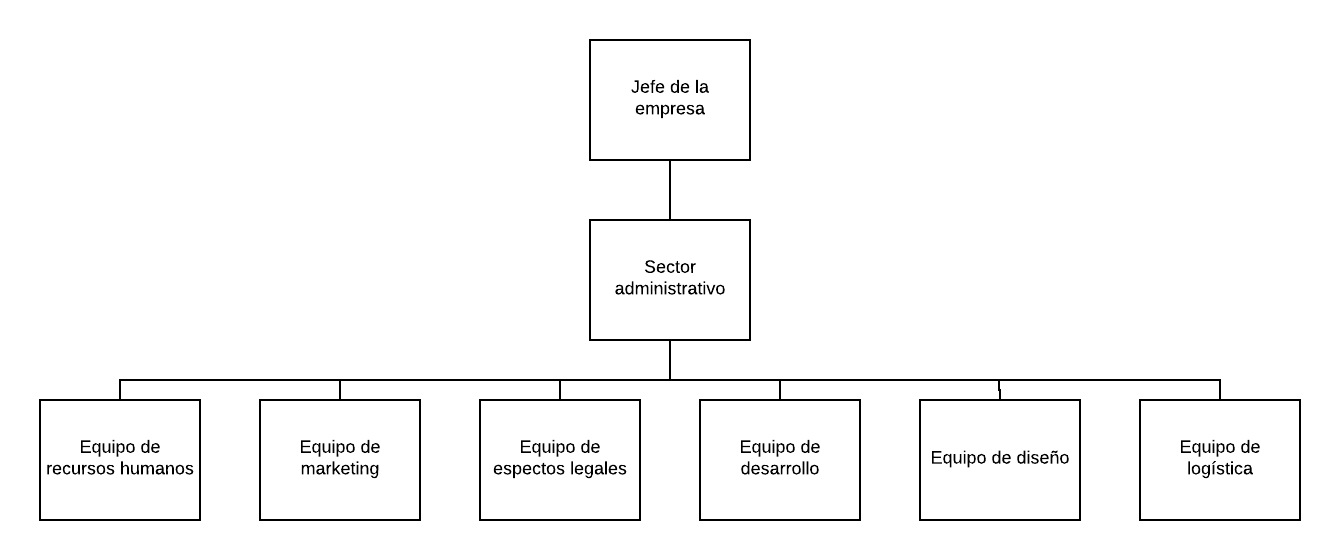 Jefe de la
empresa
Sector
administrativo
Equipo de
recursos humanos
Equipo de
marketing
Equipo de
espectos legales
Equipo de
desarrollo
Equipo de diseño
Equipo de
logística